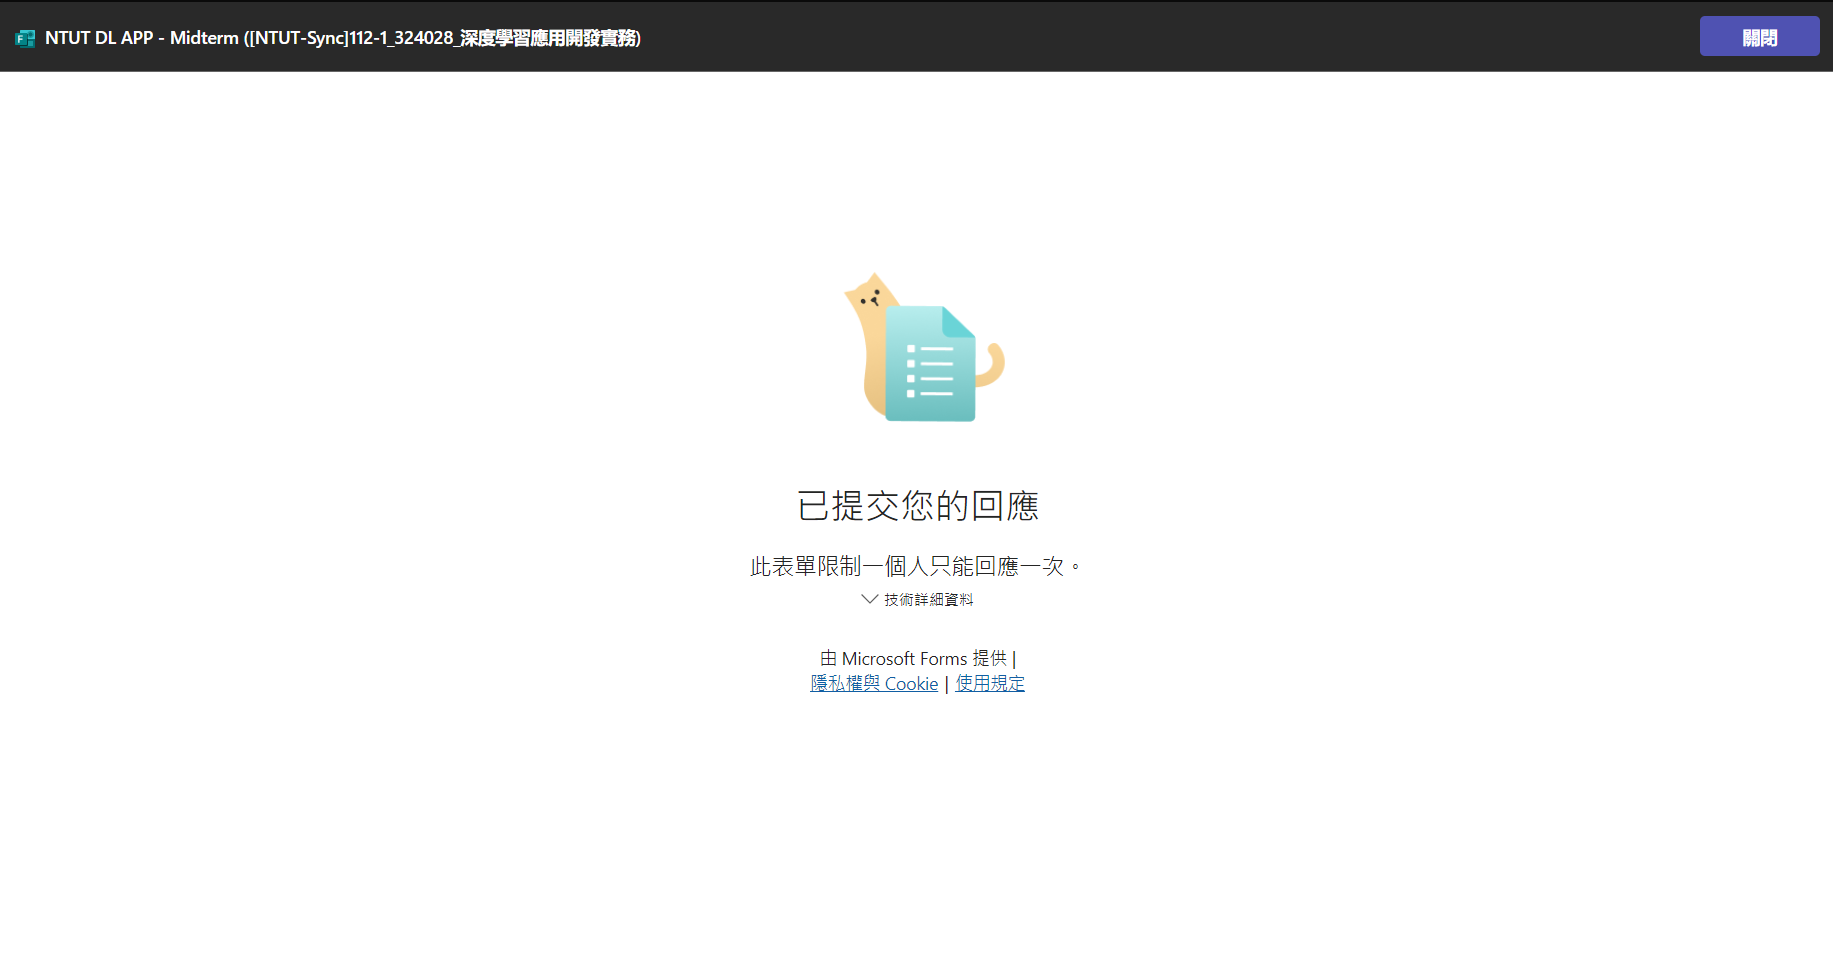 NTUT DL APP - Midterm ([NTUT-Sync]112-1_324028_深度學習應用開發實務)
關閉
已提交您的回應
此表單限制一個人只能回應一次。
技術詳細資料
由 Microsoft Forms 提供 |
隱私權與 Cookie | 使用規定